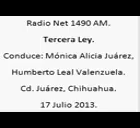 Radio Net 1490 AM.
Tercera Ley.
Conduce: Mónica Alicia Juárez,
Humberto Leal Valenzuela.
Cd. Juárez, Chihuahua.
17 Julio 2013.